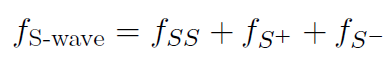 f_{S-wave} = f_{SS} + f_{S^+} + f_{S^-}